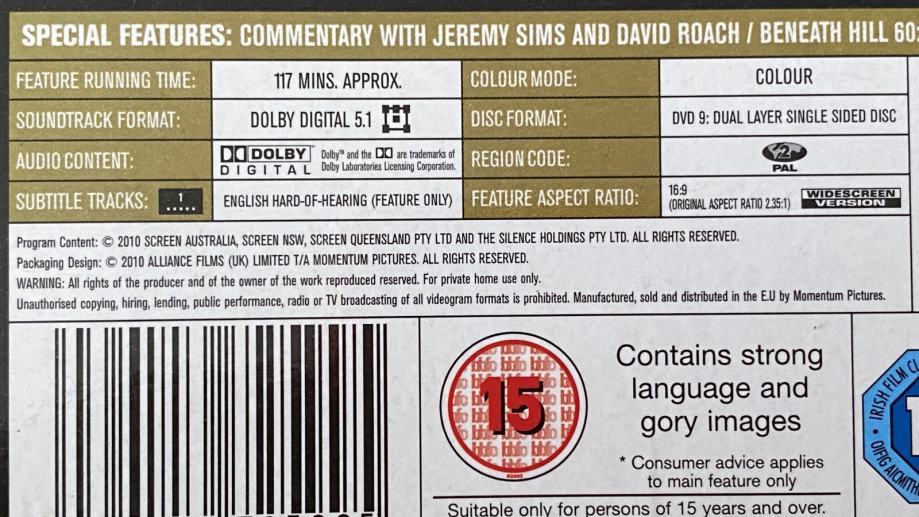 SPECIAL FEATURES: COMMENTARY WITH JEREMY SIMS AND DAVID ROACH / BENEATH HILL 60:
FEATURE RUNNING TIME: 117 MINS. APPROX. COLOUR MODE: COLOUR
SOUNDTRACK FORMAT: DOLBY DIGITAL 5.1 DISC FORMAT: DVD 9: DUAL LAYER SINGLE SIDED DISC
AUDIO CONTENT: DOLBY DIGITAL Dolby™ and the DD are trademarks of Dolby Laboratories Licensing Corporation. REGION CODE: 2 PAL
SUBTITLE TRACKS: 1 ..... ENGLISH HARD-OF-HEARING (FEATURE ONLY) FEATURE ASPECT RATIO: 16:9 (ORIGINAL ASPECT RATIO 2.35:1) WIDESCREEN VERSION
Program Content: © 2010 SCREEN AUSTRALIA, SCREEN NSW, SCREEN QUEENSLAND PTY LTD AND THE SILENCE HOLDINGS PTY LTD. ALL RIGHTS RESERVED.
Packaging Design: © 2010 ALLIANCE FILMS (UK) LIMITED T/A MOMENTUM PICTURES. ALL RIGHTS RESERVED.
WARNING: All rights of the producer and of the owner of the work reproduced reserved. For private home use only.
Unauthorised copying, hiring, lending, public performance, radio or TV broadcasting of all videogram formats is prohibited. Manufactured, sold and distributed in the E.U by Momentum Pictures.
15
Contains strong
language and
gory images
* Consumer advice applies
to main feature only
Suitable only for persons of 15 years and over.
IRISH FILM CL
OIFIG AICMITH